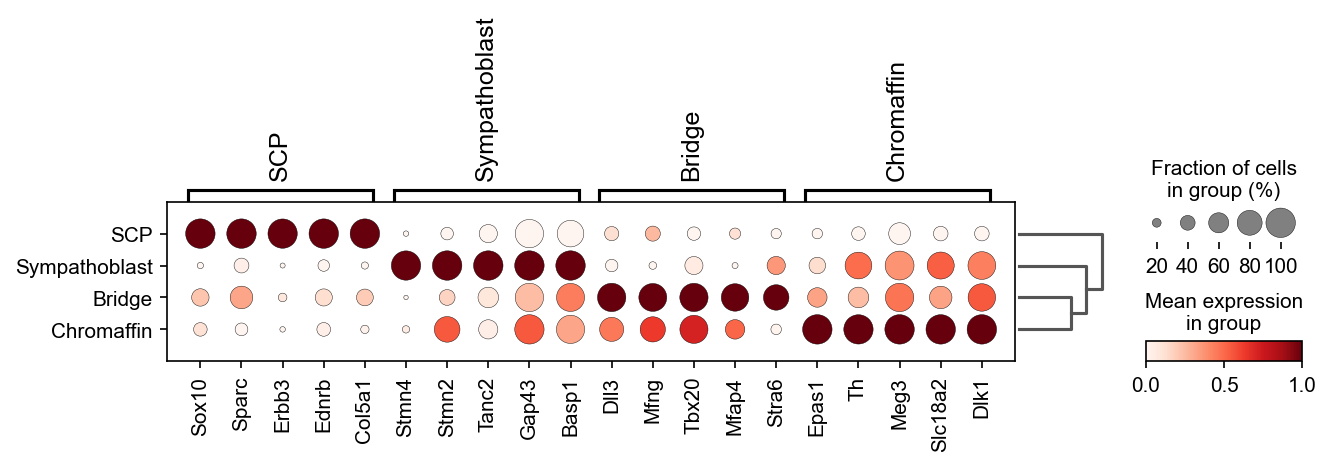 SCP
Sympathoblast
Bridge
Chromaffin
SCP
Sympathoblast
Bridge
Chromaffin
Sox10
Sparc
Erbb3
Ednrb
Col5a1
Stmn4
Stmn2
Tanc2
Gap43
Basp1
Dll3
Mfng
Tbx20
Mfap4
Stra6
Epas1
Th
Meg3
Slc18a2
Dlk1
Fraction of cells
in group (%)
20 40 60 80 100
Mean expression
in group
0.0 0.5 1.0